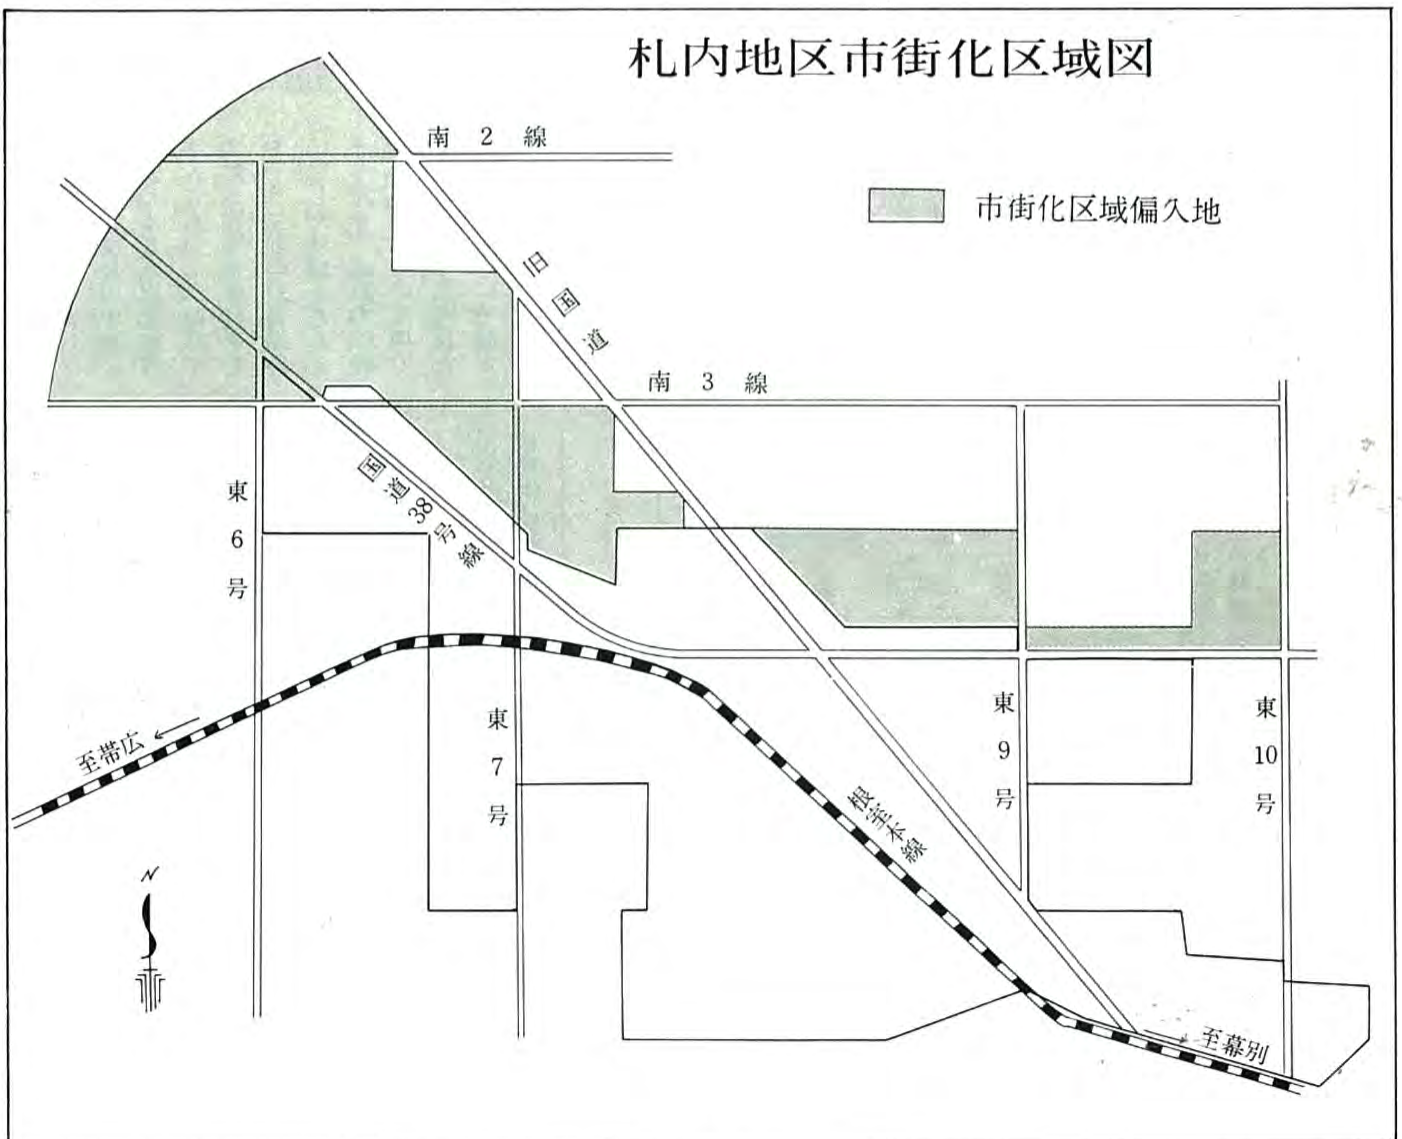 札内地区市街化区域図
南2線
市街化区域偏入地
旧国道
南3線
国道38号線
東6号
東7号
東9号
東10号
至帯広
根室本線
N
至幕別